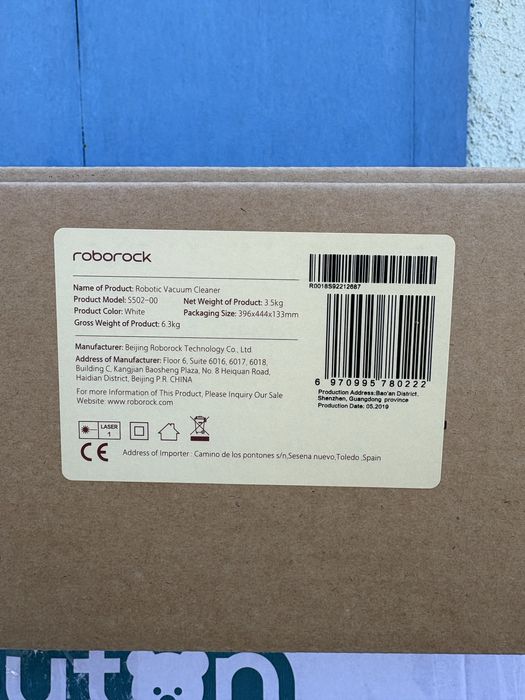 roborock
Name of Product: Robotic Vacuum Cleaner
Product Model: S502-00 Net Weight of Product: 3.5kg
Product Color: White Packaging Size: 396x444x133mm
Gross Weight of Product: 6.3kg
Manufacturer: Beijing Roborock Technology Co., Ltd
Address of Manufacturer: Floor 6, Suite 6016, 6017, 6018,
Building C, Kangjian Baosheng Plaza, No. 8 Heiquan Road,
Haidian District, Beijing P.R. CHINA
For more Information of This Product, Please Inquiry Our Sale
Website: www.roborock.com
LASER
1
CE Address of Importer : Camino de los pontones s/n,Sesena nuevo,Toledo ,Spain
R0018S92212687
6 970995 780222
Production Address:Bao'an District,
Shenzhen, Guangdong province
Production Date: 05,2019
uton